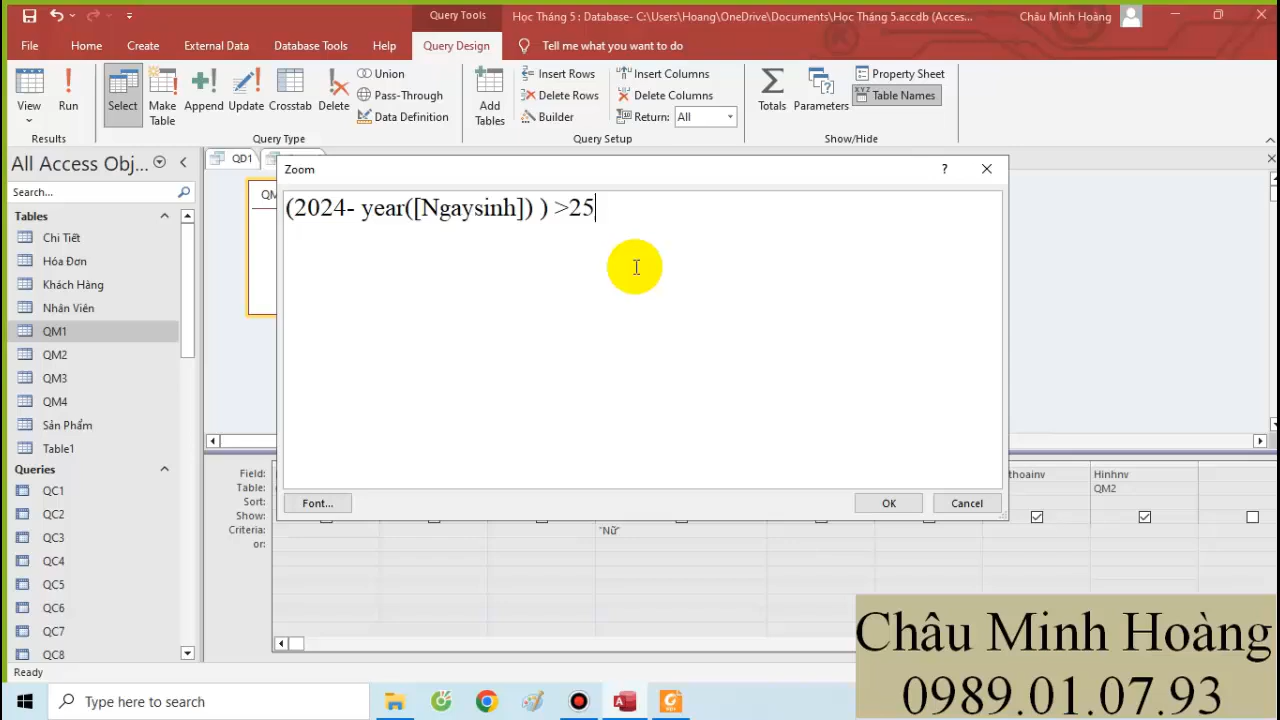 Query Tools
Học Tháng 5 : Database- C:\Users\Hoang\OneDrive\Documents\Học Tháng 5.accdb (Acces...
Châu Minh Hoàng
File
Home
Create
External Data
Database Tools
Help
Query Design
Tell me what you want to do
View
Run
Results
Select
Make Table
Append
Update
Crosstab
Delete
Union
Pass-Through
Data Definition
Query Type
Add Tables
Insert Rows
Delete Rows
Builder
Insert Columns
Delete Columns
Return: All
Query Setup
Totals
Parameters
Property Sheet
Table Names
Show/Hide
All Access Obj...
Search...
Tables
Chi Tiết
Hóa Đơn
Khách Hàng
Nhân Viên
QM1
QM2
QM3
QM4
Sản Phẩm
Table1
Queries
QC1
QC2
QC3
QC4
QC5
QC6
QC7
QC8
Ready
QD1
Zoom
?
(2024- year([Ngaysinh]) ) >25
Font...
OK
Cancel
Field:
Table:
Sort:
Show:
Criteria:
or:
"Nữ"
thoainv
Hinhnv
QM2
Châu Minh Hoàng
0989.01.07.93
Type here to search